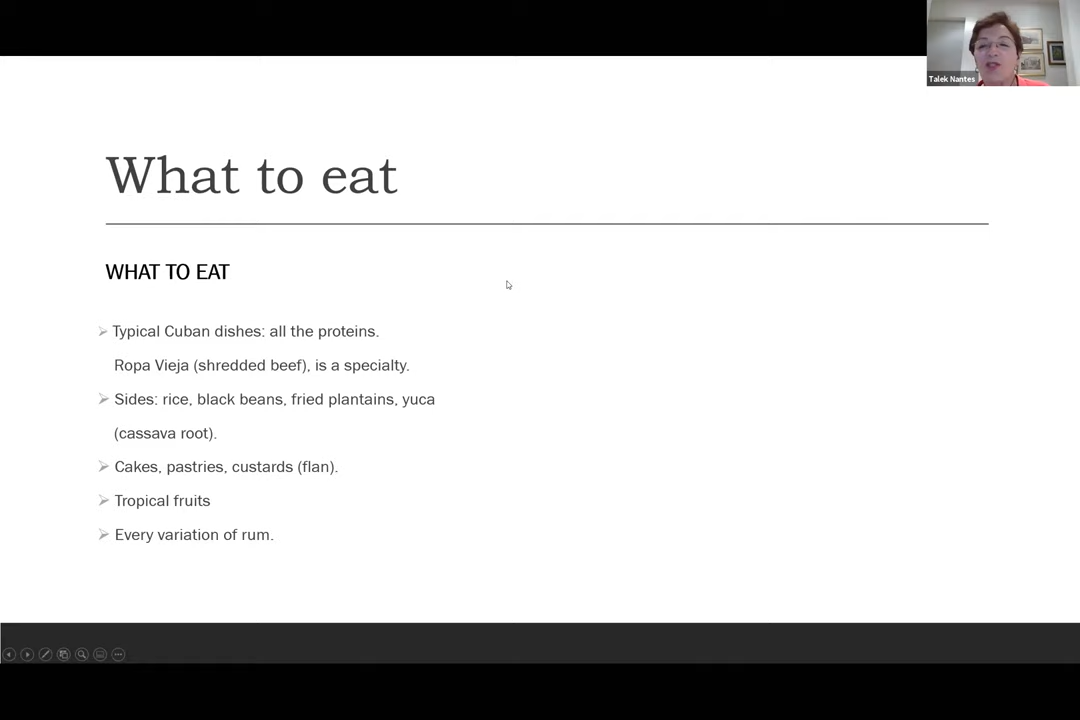 Talek Nantes
What to eat
WHAT TO EAT
Typical Cuban dishes: all the proteins.
Ropa Vieja (shredded beef), is a specialty.
Sides: rice, black beans, fried plantains, yuca
(cassava root).
Cakes, pastries, custards (flan).
Tropical fruits
Every variation of rum.